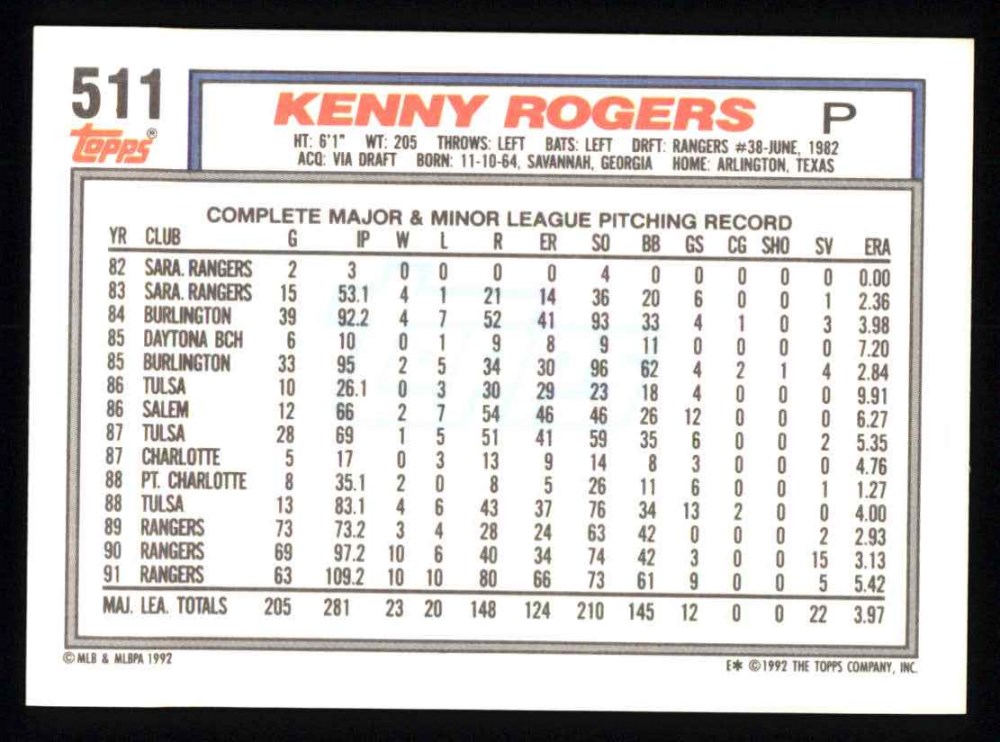 511
topps®
KENNY ROGERS P
HT: 6'1" WT: 205 THROWS: LEFT BATS: LEFT DRFT: RANGERS #38-JUNE, 1982
ACQ: VIA DRAFT BORN: 11-10-64, SAVANNAH, GEORGIA HOME: ARLINGTON, TEXAS
COMPLETE MAJOR & MINOR LEAGUE PITCHING RECORD
YR CLUB G IP W L R ER SO BB GS CG SHO SV ERA
82 SARA. RANGERS 2 3 0 0 0 0 4 0 0 0 0 0 0.00
83 SARA. RANGERS 15 53.1 4 1 21 14 36 20 6 0 0 1 2.36
84 BURLINGTON 39 92.2 4 7 52 41 93 33 4 1 0 3 3.98
85 DAYTONA BCH 6 10 0 1 9 8 9 11 0 0 0 0 7.20
85 BURLINGTON 33 95 2 5 34 30 96 62 4 2 1 4 2.84
86 TULSA 10 26.1 0 3 30 29 23 18 4 0 0 0 9.91
86 SALEM 12 66 2 7 54 46 46 26 12 0 0 0 6.27
87 TULSA 28 69 1 5 51 41 59 35 6 0 0 2 5.35
87 CHARLOTTE 5 17 0 3 13 9 14 8 3 0 0 0 4.76
88 PT. CHARLOTTE 8 35.1 2 0 8 5 26 11 6 0 0 1 1.27
88 TULSA 13 83.1 4 6 43 37 76 34 13 2 0 0 4.00
89 RANGERS 73 73.2 3 4 28 24 63 42 0 0 0 2 2.93
90 RANGERS 69 97.2 10 6 40 34 74 42 3 0 0 15 3.13
91 RANGERS 63 109.2 10 10 80 66 73 61 9 0 0 5 5.42
MAJ. LEA. TOTALS 205 281 23 20 148 124 210 145 12 0 0 22 3.97
© MLB & MLBPA 1992
E* © 1992 THE TOPPS COMPANY, INC.